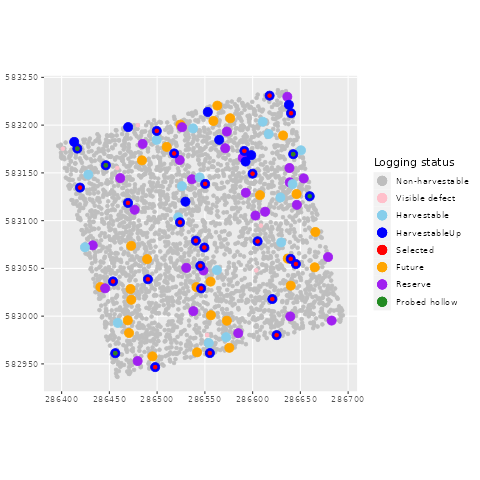 583250
583200
583150
583100
583050
583000
582950
286400 286450 286500 286550 286600 286650 286700
Logging status
Non-harvestable
Visible defect
Harvestable
HarvestableUp
Selected
Future
Reserve
Probed hollow